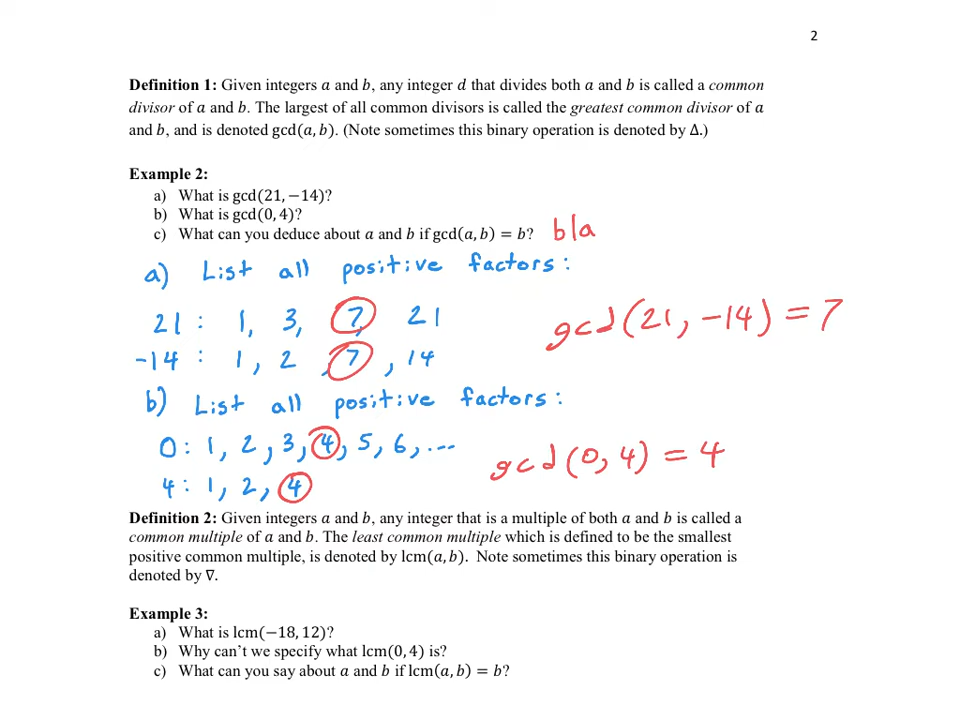 2
Definition 1: Given integers a and b, any integer d that divides both a and b is called a common
divisor of a and b. The largest of all common divisors is called the greatest common divisor of a
and b, and is denoted gcd(a, b). (Note sometimes this binary operation is denoted by Δ.)
Example 2:
a) What is gcd(21, −14)?
b) What is gcd(0, 4)?
c) What can you deduce about a and b if gcd(a, b) = b? b|a
a) List all positive factors:
21 : 1, 3, 7, 21
gcd(21, −14) = 7
-14 : 1, 2, 7, 14
b) List all positive factors:
0: 1, 2, 3, 4, 5, 6, ...
gcd(0, 4) = 4
4: 1, 2, 4
Definition 2: Given integers a and b, any integer that is a multiple of both a and b is called a
common multiple of a and b. The least common multiple which is defined to be the smallest
positive common multiple, is denoted by lcm(a, b). Note sometimes this binary operation is
denoted by ∇.
Example 3:
a) What is lcm(−18, 12)?
b) Why can't we specify what lcm(0, 4) is?
c) What can you say about a and b if lcm(a, b) = b?